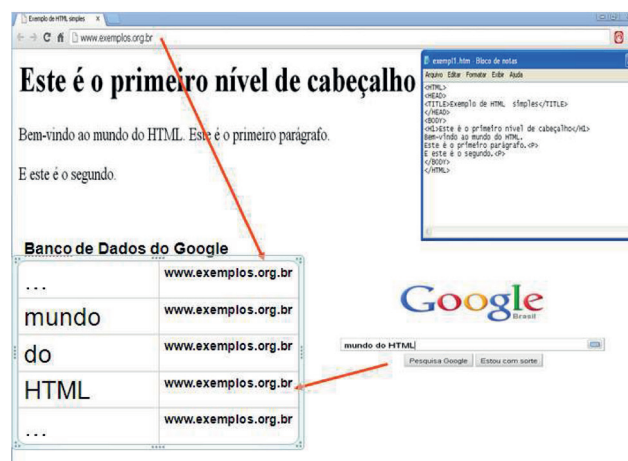 Exemplo de HTML simples
www.exemplos.org.br
Este é o primeiro nível de cabeçalho
Bem-vindo ao mundo do HTML. Este é o primeiro parágrafo.
E este é o segundo.
exempl1.htm - Bloco de notas
Arquivo Editar Formatar Exibir Ajuda
<HTML>
<HEAD>
<TITLE>Exemplo de HTML simples</TITLE>
</HEAD>
<BODY>
<H1>Este é o primeiro nível de cabeçalho</H1>
Bem-vindo ao mundo do HTML.
Este é o primeiro parágrafo.<P>
E este é o segundo.<P>
</BODY>
</HTML>
Banco de Dados do Google
... www.exemplos.org.br
mundo www.exemplos.org.br
do www.exemplos.org.br
HTML www.exemplos.org.br
... www.exemplos.org.br
Google
Brasil
mundo do HTML
Pesquisa Google Estou com sorte